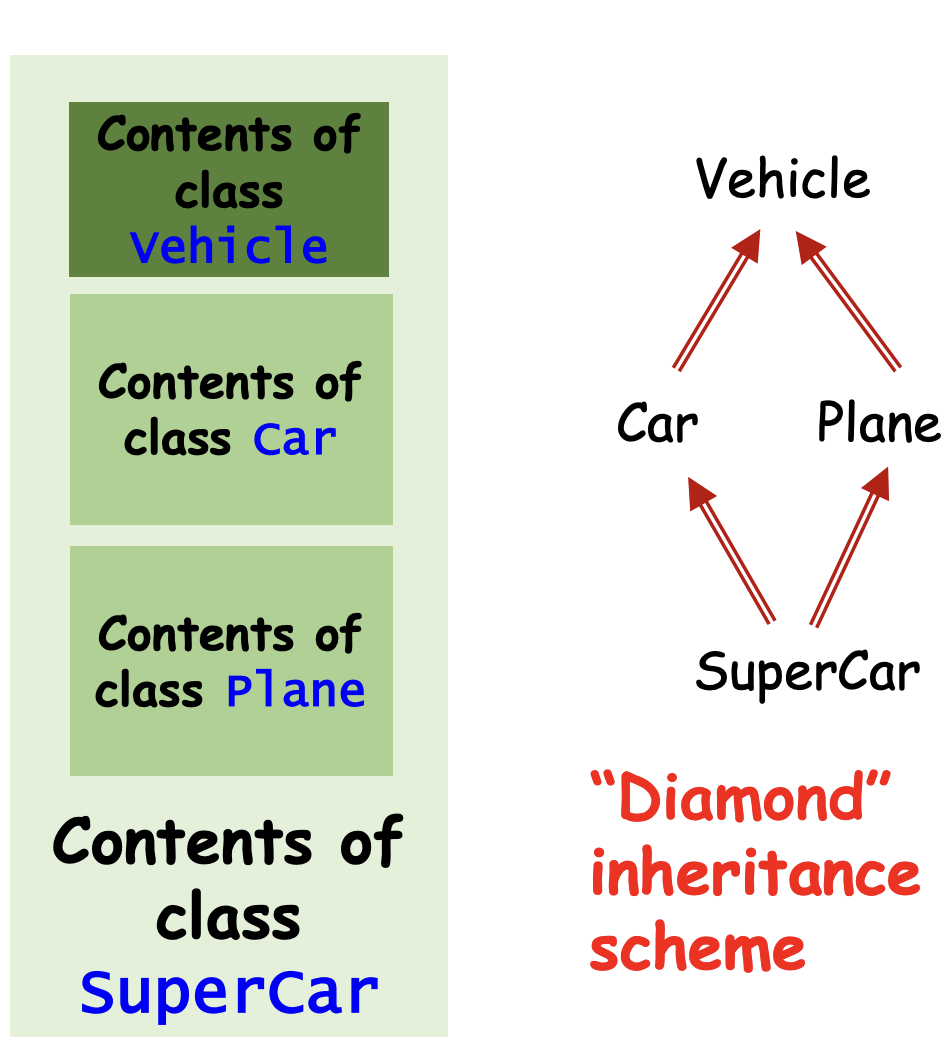 Contents of
class
Vehicle
Contents of
class Car
Contents of
class Plane
Contents of
class
SuperCar
Vehicle
Car
Plane
SuperCar
“Diamond”
inheritance
scheme